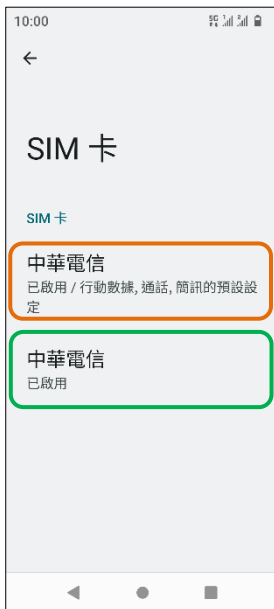 10:00
SIM 卡
SIM 卡
中華電信
已啟用 / 行動數據, 通話, 簡訊的預設設
定
中華電信
已啟用